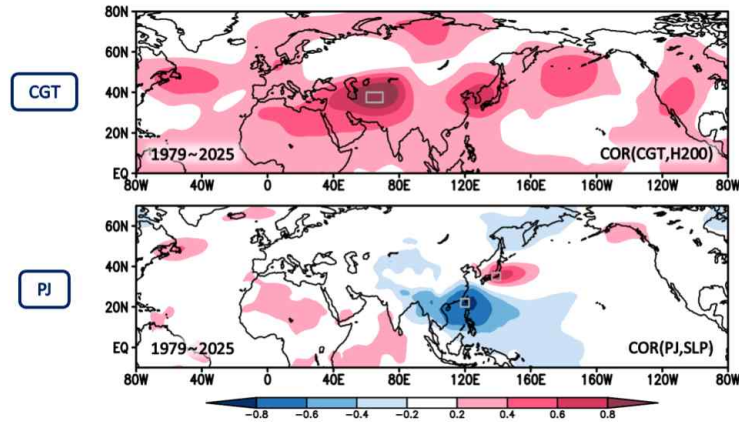 CGT
80N
60N
40N
20N
EQ
1979~2025
COR(CGT,H200)
80W 40W 0 40E 80E 120E 160E 160W 120W 80W
PJ
60N
40N
20N
EQ
1979~2025
COR(PJ,SLP)
80W 40W 0 40E 80E 120E 160E 160W 120W 80W
−0.8 −0.6 −0.4 −0.2 0.2 0.4 0.6 0.8